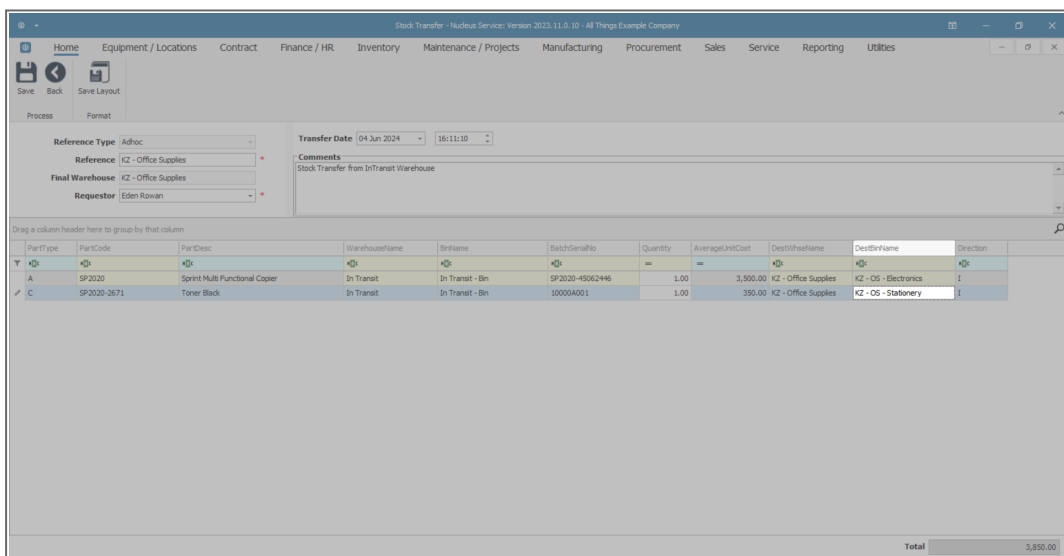 Stock Transfer - Nucleus Service: Version 2023.11.0.10 - All Things Example Company
Home Equipment / Locations Contract Finance / HR Inventory Maintenance / Projects Manufacturing Procurement Sales Service Reporting Utilities
Save Back Save Layout
Process Format
Reference Type Adhoc
Reference KZ - Office Supplies *
Final Warehouse KZ - Office Supplies
Requestor Eden Rowan *
Transfer Date 04 Jun 2024 16:11:10
Comments
Stock Transfer from InTransit Warehouse
Drag a column header here to group by that column
PartType PartCode PartDesc WarehouseName BinName BatchSerialNo Quantity AverageUnitCost DestWhseName DestBinName Direction
A SP2020 Sprint Multi Functional Copier In Transit In Transit - Bin SP2020-45062446 1.00 3,500.00 KZ - Office Supplies KZ - OS - Electronics I
C SP2020-2671 Toner Black In Transit In Transit - Bin 10000A001 1.00 350.00 KZ - Office Supplies KZ - OS - Stationery I
Total 3,850.00